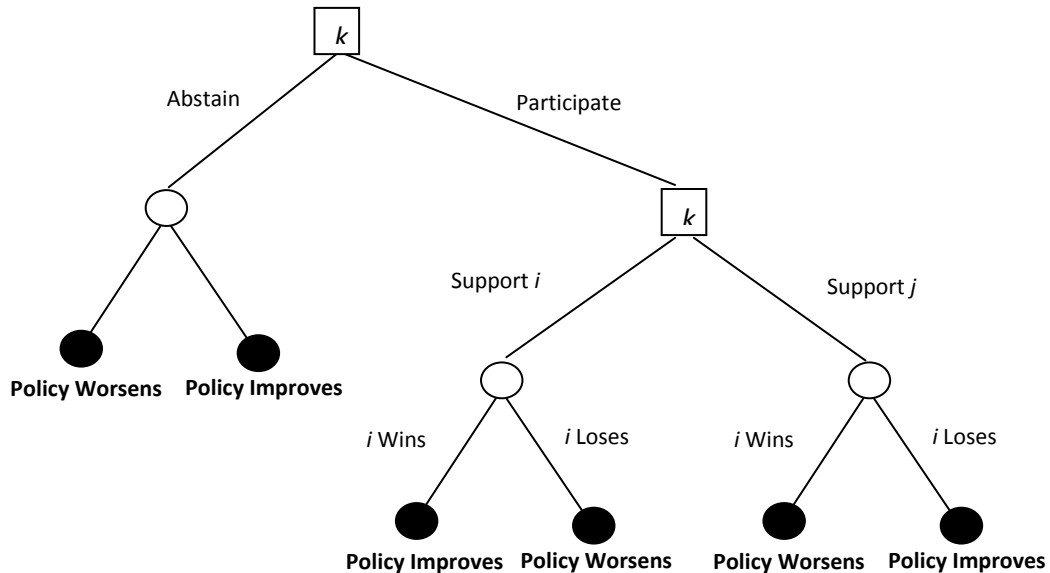 k
Abstain
Participate
k
Support i
Support j
Policy Worsens Policy Improves
i Wins
i Loses
i Wins
i Loses
Policy Improves Policy Worsens Policy Worsens Policy Improves